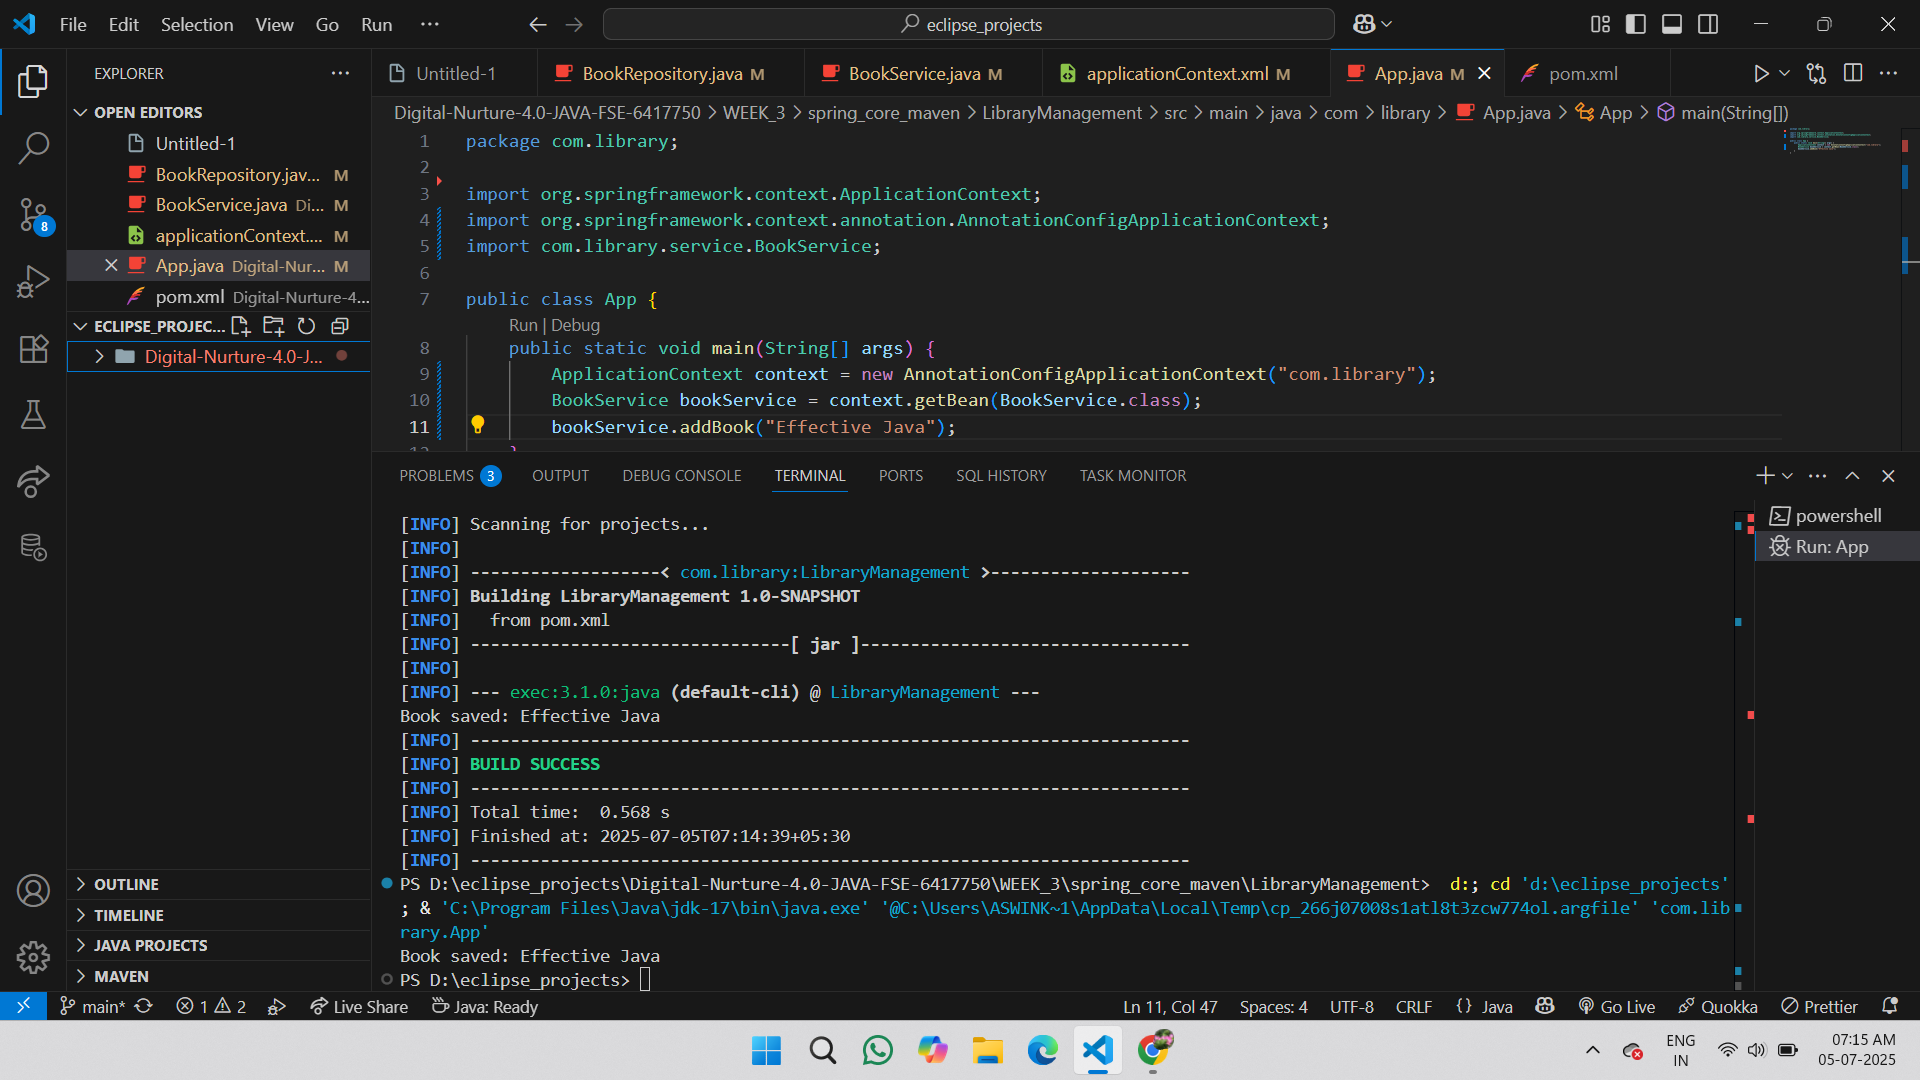 File Edit Selection View Go Run ···
eclipse_projects
EXPLORER
OPEN EDITORS
Untitled-1
BookRepository.jav... M
BookService.java Di... M
applicationContext.... M
App.java Digital-Nur... M
pom.xml Digital-Nurture-4...
ECLIPSE_PROJEC...
Digital-Nurture-4.0-J...
OUTLINE
TIMELINE
JAVA PROJECTS
MAVEN
8
Untitled-1 BookRepository.java M BookService.java M applicationContext.xml M App.java M pom.xml
Digital-Nurture-4.0-JAVA-FSE-6417750 > WEEK_3 > spring_core_maven > LibraryManagement > src > main > java > com > library > App.java > App > main(String[])
1 package com.library;
2
3 import org.springframework.context.ApplicationContext;
4 import org.springframework.context.annotation.AnnotationConfigApplicationContext;
5 import com.library.service.BookService;
6
7 public class App {
Run | Debug
8 public static void main(String[] args) {
9 ApplicationContext context = new AnnotationConfigApplicationContext("com.library");
10 BookService bookService = context.getBean(BookService.class);
11 bookService.addBook("Effective Java");
12 }
PROBLEMS 3 OUTPUT DEBUG CONSOLE TERMINAL PORTS SQL HISTORY TASK MONITOR
[INFO] Scanning for projects...
[INFO]
[INFO] -------------------< com.library:LibraryManagement >--------------------
[INFO] Building LibraryManagement 1.0-SNAPSHOT
[INFO]   from pom.xml
[INFO] --------------------------------[ jar ]---------------------------------
[INFO]
[INFO] --- exec:3.1.0:java (default-cli) @ LibraryManagement ---
Book saved: Effective Java
[INFO] ------------------------------------------------------------------------
[INFO] BUILD SUCCESS
[INFO] ------------------------------------------------------------------------
[INFO] Total time:  0.568 s
[INFO] Finished at: 2025-07-05T07:14:39+05:30
[INFO] ------------------------------------------------------------------------
PS D:\eclipse_projects\Digital-Nurture-4.0-JAVA-FSE-6417750\WEEK_3\spring_core_maven\LibraryManagement>  d:; cd 'd:\eclipse_projects'
; & 'C:\Program Files\Java\jdk-17\bin\java.exe' '@C:\Users\ASWINK~1\AppData\Local\Temp\cp_266j07008s1atl8t3zcw774ol.argfile' 'com.lib
rary.App'
Book saved: Effective Java
PS D:\eclipse_projects>
powershell
Run: App
main* 1 2 Live Share Java: Ready Ln 11, Col 47 Spaces: 4 UTF-8 CRLF {} Java Go Live Quokka Prettier
ENG
IN
07:15 AM
05-07-2025